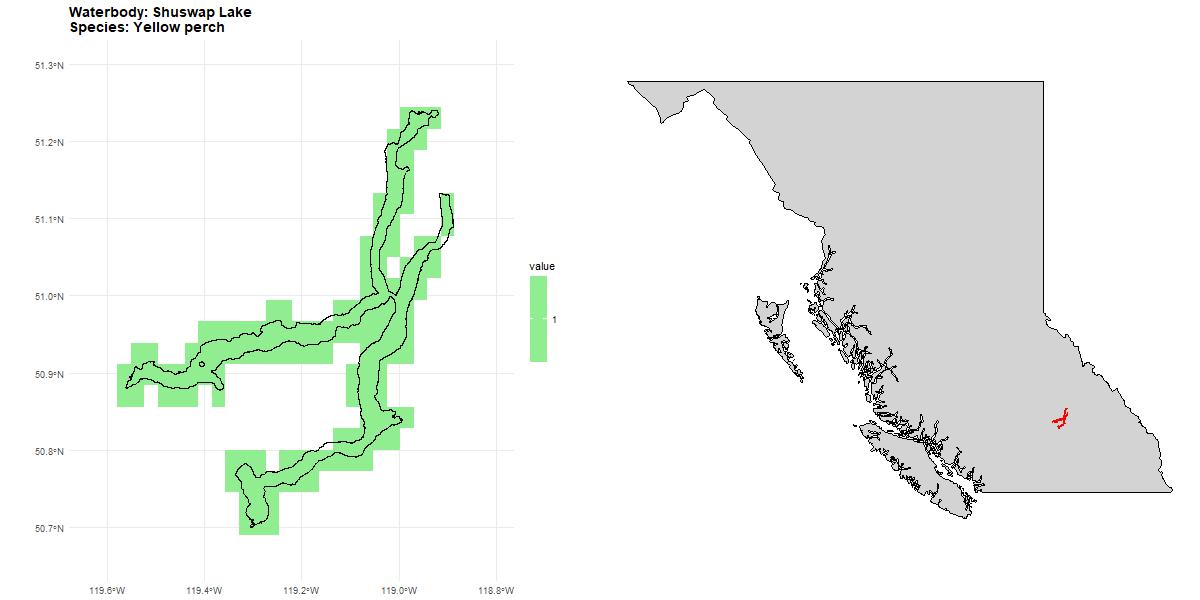 Waterbody: Shuswap Lake
Species: Yellow perch
51.3°N
51.2°N
51.1°N
51.0°N
50.9°N
50.8°N
50.7°N
119.6°W
119.4°W
119.2°W
119.0°W
118.8°W
value
1